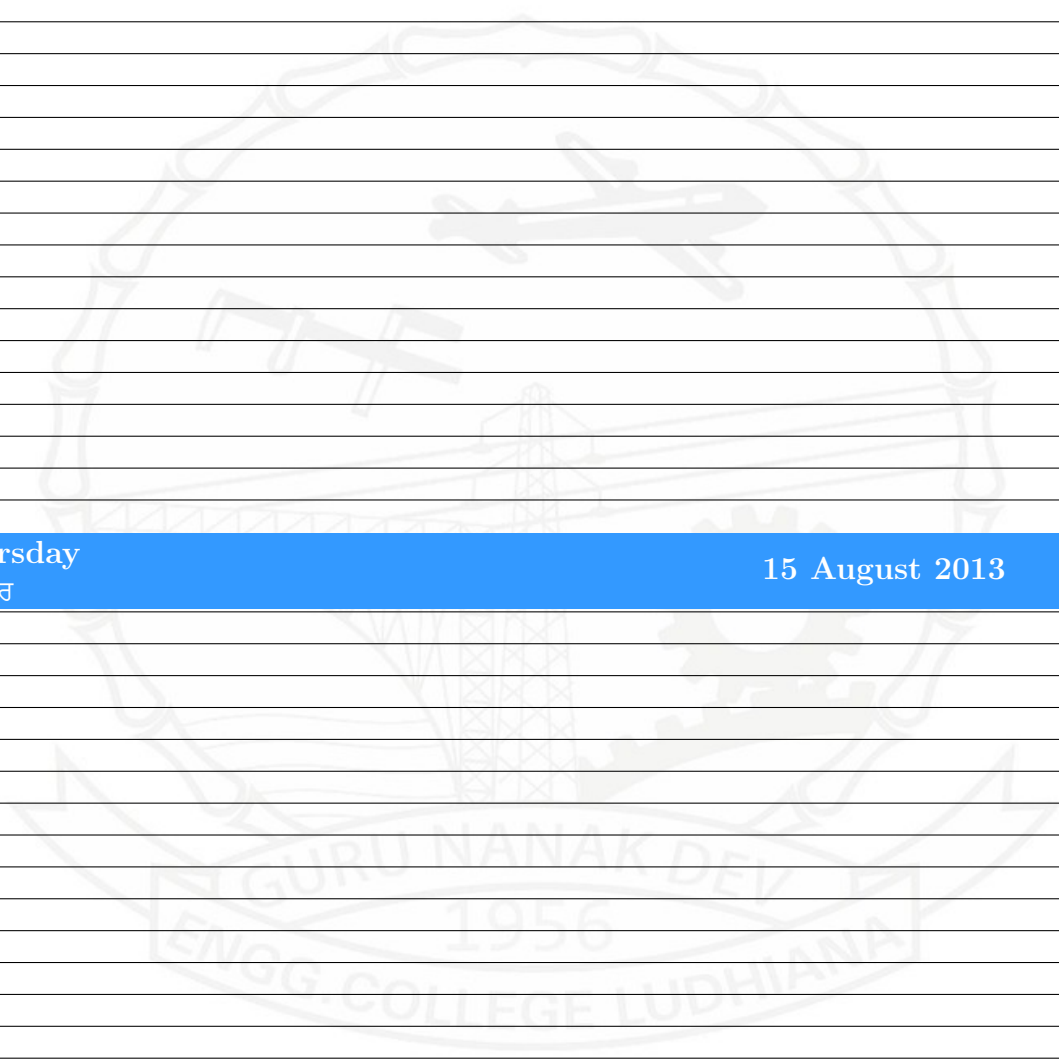 rsday
ਰ
15 August 2013
GURU NANAK DEV
1956
ENGG. COLLEGE LUDHIANA